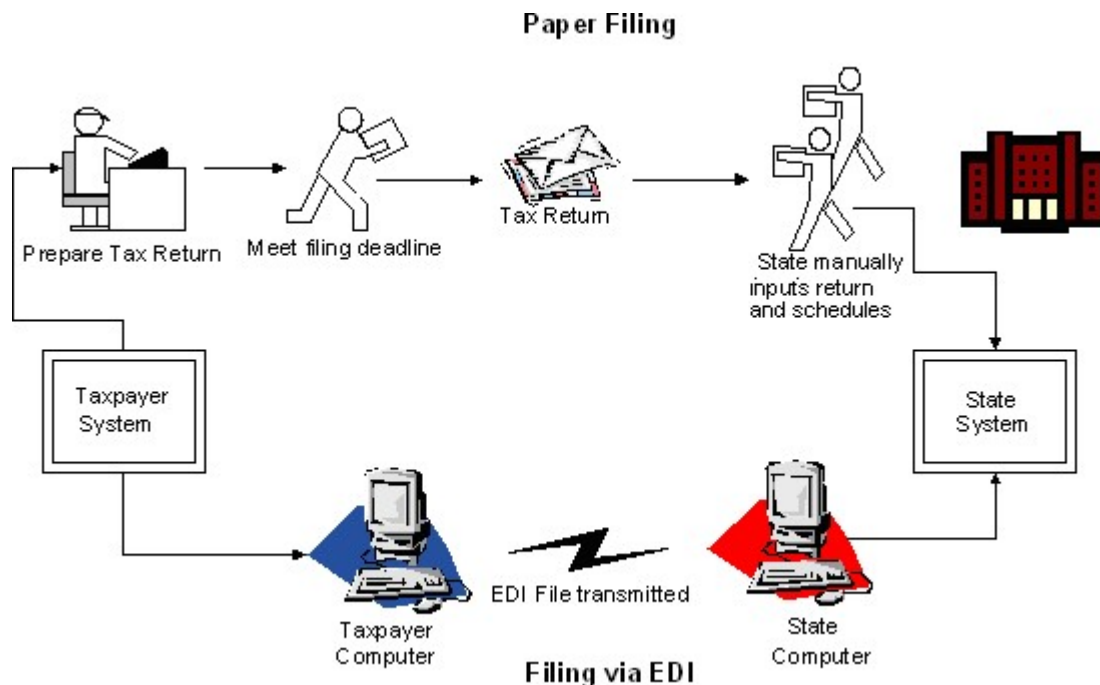 Paper Filing
Prepare Tax Return
Meet filing deadline
Tax Return
State manually
inputs return
and schedules
Taxpayer
System
State
System
EDI File transmitted
Taxpayer
Computer
State
Computer
Filing via EDI